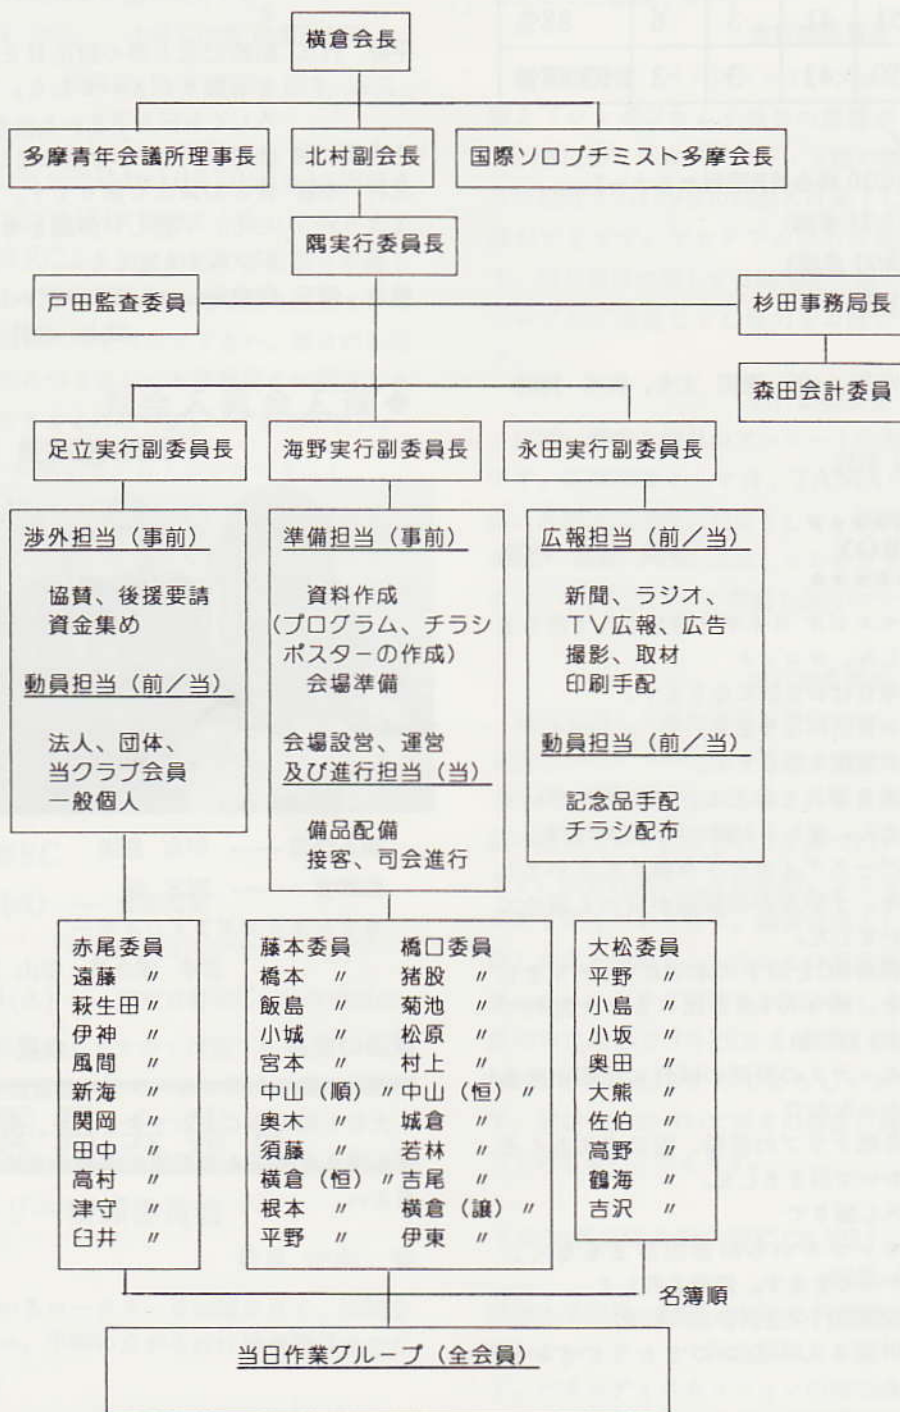 横倉会長
多摩青年会議所理事長
北村副会長
国際ソロプチミスト多摩会長
隅実行委員長
戸田監査委員
杉田事務局長
森田会計委員
足立実行副委員長
海野実行副委員長
永田実行副委員長
渉外担当（事前）
協賛、後援要請
資金集め
動員担当（前／当）
法人、団体、
当クラブ会員
一般個人
準備担当（事前）
資料作成
（プログラム、チラシ
ポスターの作成）
会場準備
会場設営、運営
及び進行担当（当）
備品配備
接客、司会進行
広報担当（前／当）
新聞、ラジオ、
ＴＶ広報、広告
撮影、取材
印刷手配
動員担当（前／当）
記念品手配
チラシ配布
赤尾委員
遠藤　〃
萩生田〃
伊神　〃
風間　〃
新海　〃
関岡　〃
田中　〃
高村　〃
津守　〃
臼井　〃
藤本委員
橋本　〃
飯島　〃
小城　〃
宮本　〃
中山（順）〃
奥木　〃
須藤　〃
横倉（恒）〃
根本　〃
平野　〃
橋口委員
猪股　〃
菊池　〃
松原　〃
村上　〃
中山（恒）〃
城倉　〃
若林　〃
吉尾　〃
横倉（譲）〃
伊東　〃
大松委員
平野　〃
小島　〃
小坂　〃
奥田　〃
大熊　〃
佐伯　〃
高野　〃
鶴海　〃
吉沢　〃
名簿順
当日作業グループ（全会員）